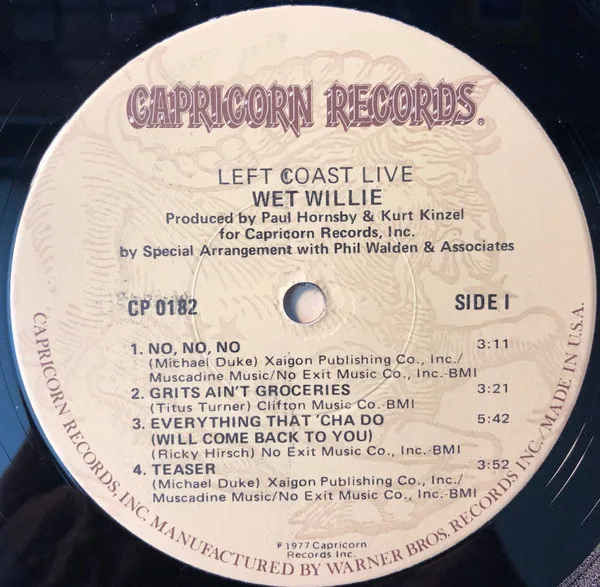 CAPRICORN RECORDS®
LEFT COAST LIVE
WET WILLIE
Produced by Paul Hornsby & Kurt Kinzel
for Capricorn Records, Inc.
by Special Arrangement with Phil Walden & Associates
CP 0182
SIDE I
1. NO, NO, NO 3:11
(Michael Duke) Xaigon Publishing Co., Inc./
Muscadine Music/No Exit Music Co., Inc.-BMI
2. GRITS AIN'T GROCERIES 3:21
(Titus Turner) Clifton Music Co.-BMI
3. EVERYTHING THAT 'CHA DO 5:42
(WILL COME BACK TO YOU)
(Ricky Hirsch) No Exit Music Co., Inc.-BMI
4. TEASER 3:52
(Michael Duke) Xaigon Publishing Co., Inc./
Muscadine Music/No Exit Music Co., Inc.-BMI
℗ 1977 Capricorn
Records Inc.
CAPRICORN RECORDS, INC. MANUFACTURED BY WARNER BROS. RECORDS INC./MADE IN U.S.A.